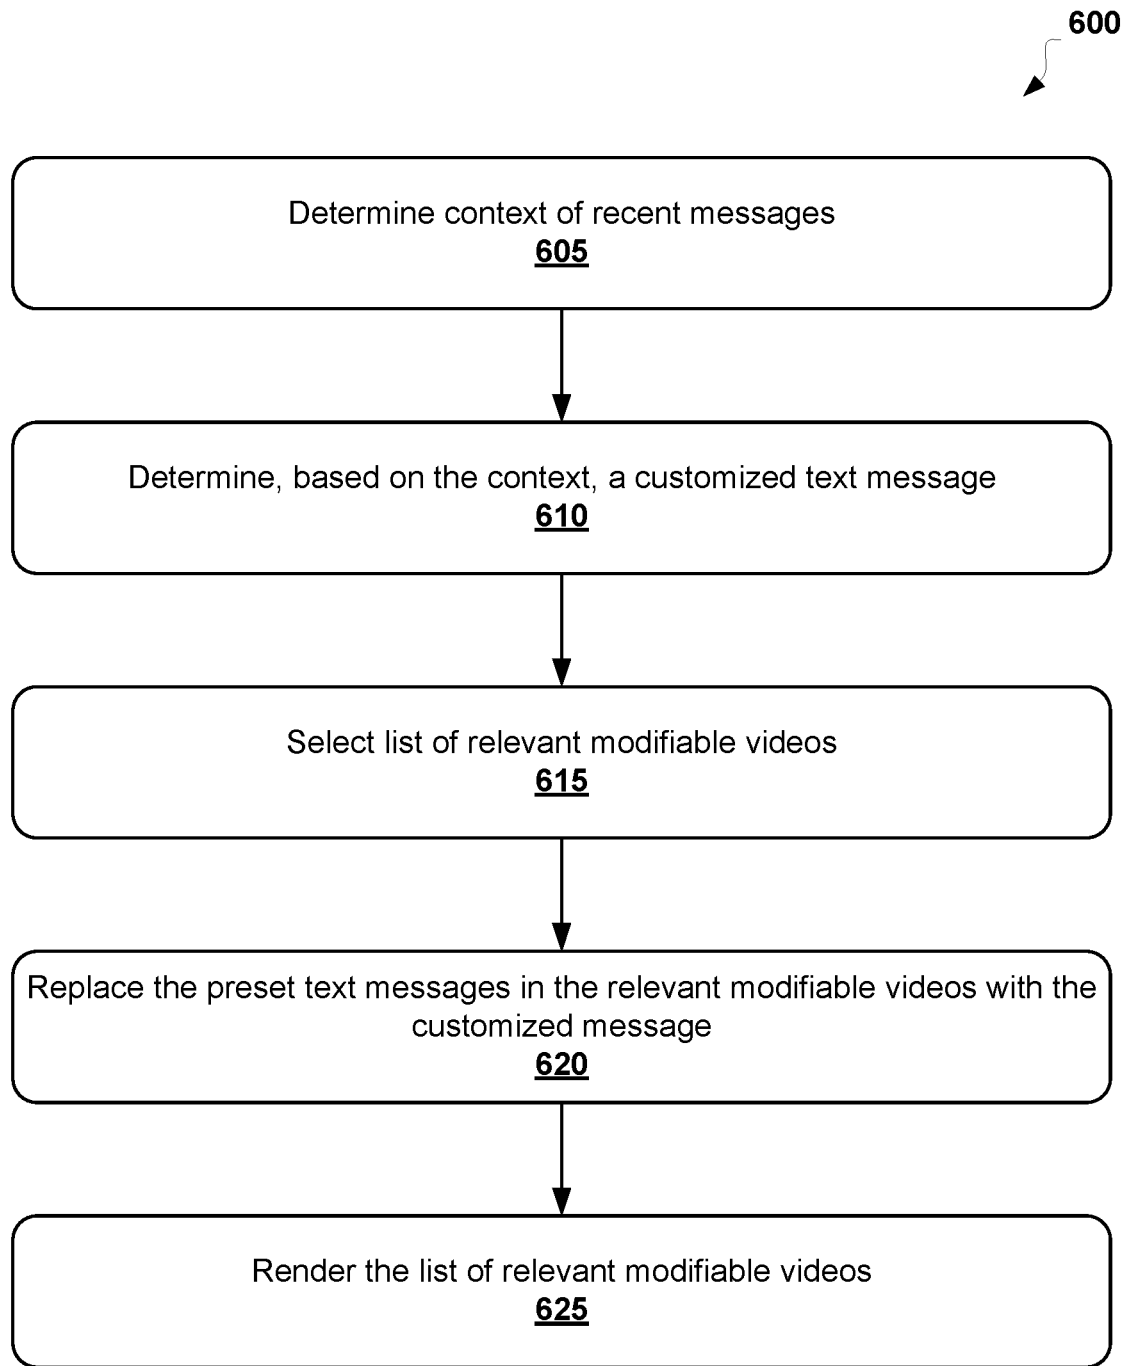 600
Determine context of recent messages
605
Determine, based on the context, a customized text message
610
Select list of relevant modifiable videos
615
Replace the preset text messages in the relevant modifiable videos with the
customized message
620
Render the list of relevant modifiable videos
625